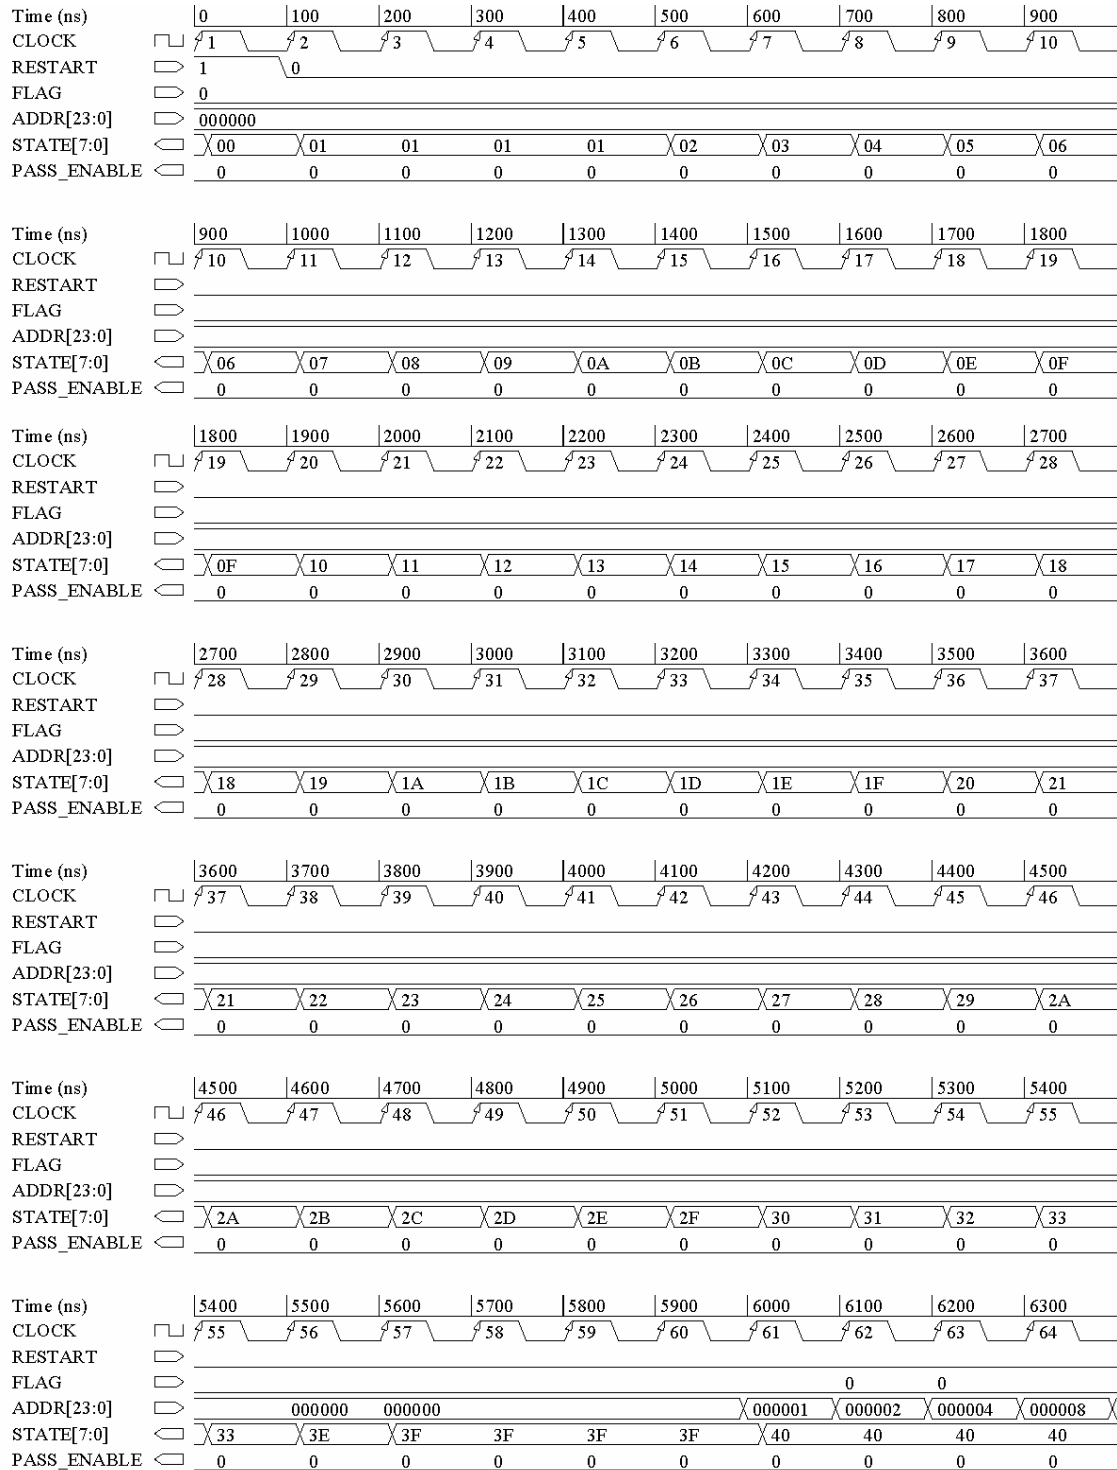 Time (ns) 0 100 200 300 400 500 600 700 800 900
CLOCK 1 2 3 4 5 6 7 8 9 10
RESTART 1 0
FLAG 0
ADDR[23:0] 000000
STATE[7:0] 00 01 01 01 01 02 03 04 05 06
PASS_ENABLE 0 0 0 0 0 0 0 0 0 0
Time (ns) 900 1000 1100 1200 1300 1400 1500 1600 1700 1800
CLOCK 10 11 12 13 14 15 16 17 18 19
RESTART
FLAG
ADDR[23:0]
STATE[7:0] 06 07 08 09 0A 0B 0C 0D 0E 0F
PASS_ENABLE 0 0 0 0 0 0 0 0 0 0
Time (ns) 1800 1900 2000 2100 2200 2300 2400 2500 2600 2700
CLOCK 19 20 21 22 23 24 25 26 27 28
RESTART
FLAG
ADDR[23:0]
STATE[7:0] 0F 10 11 12 13 14 15 16 17 18
PASS_ENABLE 0 0 0 0 0 0 0 0 0 0
Time (ns) 2700 2800 2900 3000 3100 3200 3300 3400 3500 3600
CLOCK 28 29 30 31 32 33 34 35 36 37
RESTART
FLAG
ADDR[23:0]
STATE[7:0] 18 19 1A 1B 1C 1D 1E 1F 20 21
PASS_ENABLE 0 0 0 0 0 0 0 0 0 0
Time (ns) 3600 3700 3800 3900 4000 4100 4200 4300 4400 4500
CLOCK 37 38 39 40 41 42 43 44 45 46
RESTART
FLAG
ADDR[23:0]
STATE[7:0] 21 22 23 24 25 26 27 28 29 2A
PASS_ENABLE 0 0 0 0 0 0 0 0 0 0
Time (ns) 4500 4600 4700 4800 4900 5000 5100 5200 5300 5400
CLOCK 46 47 48 49 50 51 52 53 54 55
RESTART
FLAG
ADDR[23:0]
STATE[7:0] 2A 2B 2C 2D 2E 2F 30 31 32 33
PASS_ENABLE 0 0 0 0 0 0 0 0 0 0
Time (ns) 5400 5500 5600 5700 5800 5900 6000 6100 6200 6300
CLOCK 55 56 57 58 59 60 61 62 63 64
RESTART
FLAG 0 0
ADDR[23:0] 000000 000000 000001 000002 000004 000008
STATE[7:0] 33 3E 3F 3F 3F 3F 40 40 40 40
PASS_ENABLE 0 0 0 0 0 0 0 0 0 0